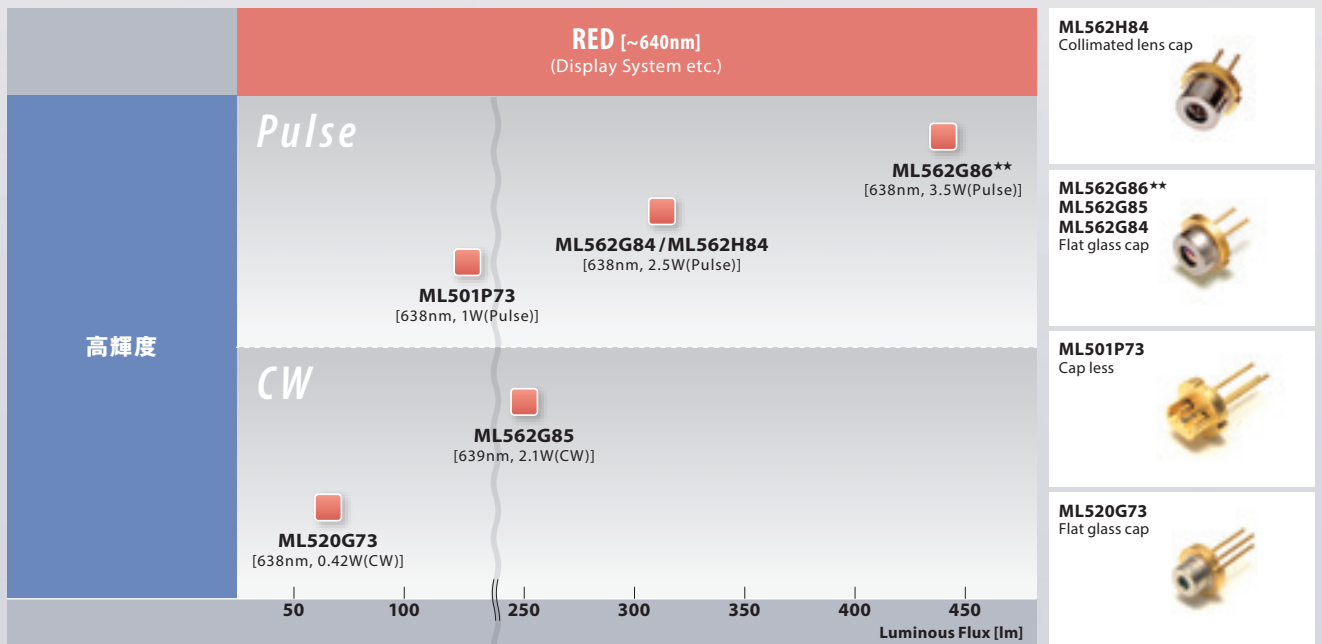 RED [~640nm]
(Display System etc.)
高輝度
Pulse
ML562G86★★
[638nm, 3.5W(Pulse)]
ML562G84/ML562H84
[638nm, 2.5W(Pulse)]
ML501P73
[638nm, 1W(Pulse)]
CW
ML562G85
[639nm, 2.1W(CW)]
ML520G73
[638nm, 0.42W(CW)]
50 100 250 300 350 400 450
Luminous Flux [lm]
ML562H84
Collimated lens cap
ML562G86★★
ML562G85
ML562G84
Flat glass cap
ML501P73
Cap less
ML520G73
Flat glass cap